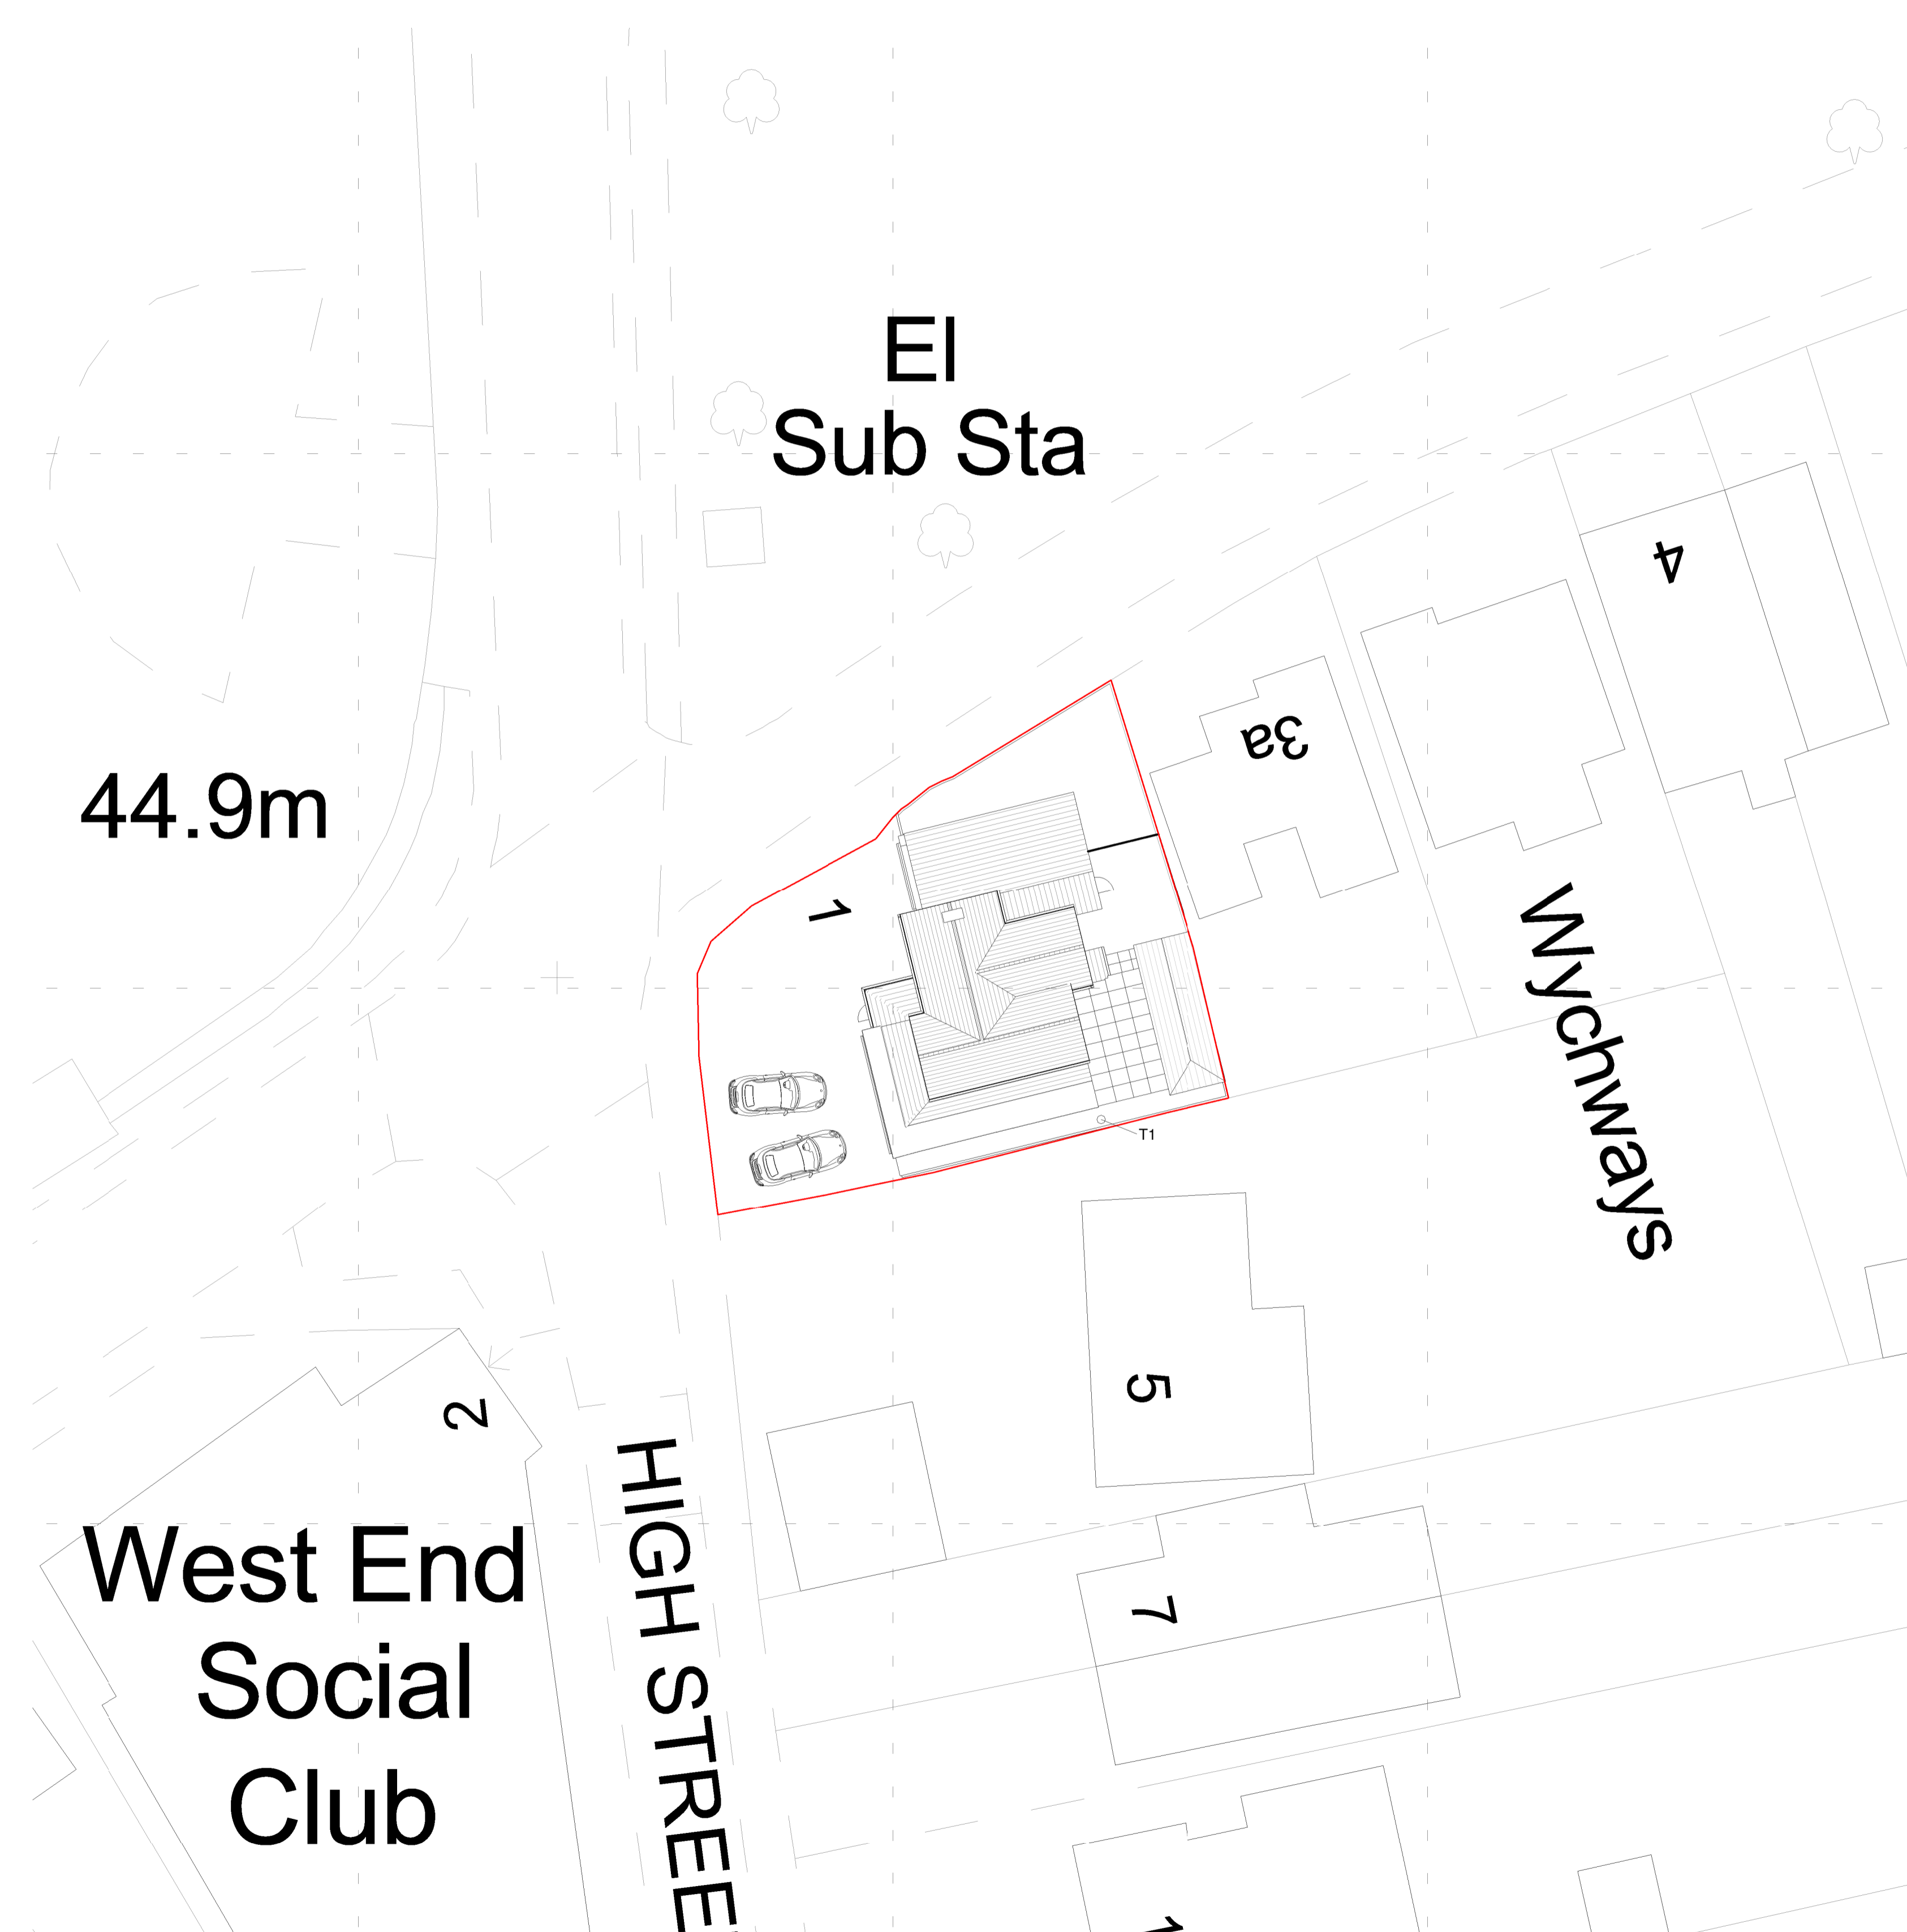 El
Sub Sta
4
3a
44.9m
1
Wychways
T1
5
2
HIGH STREE
West End
Social
Club
7
1